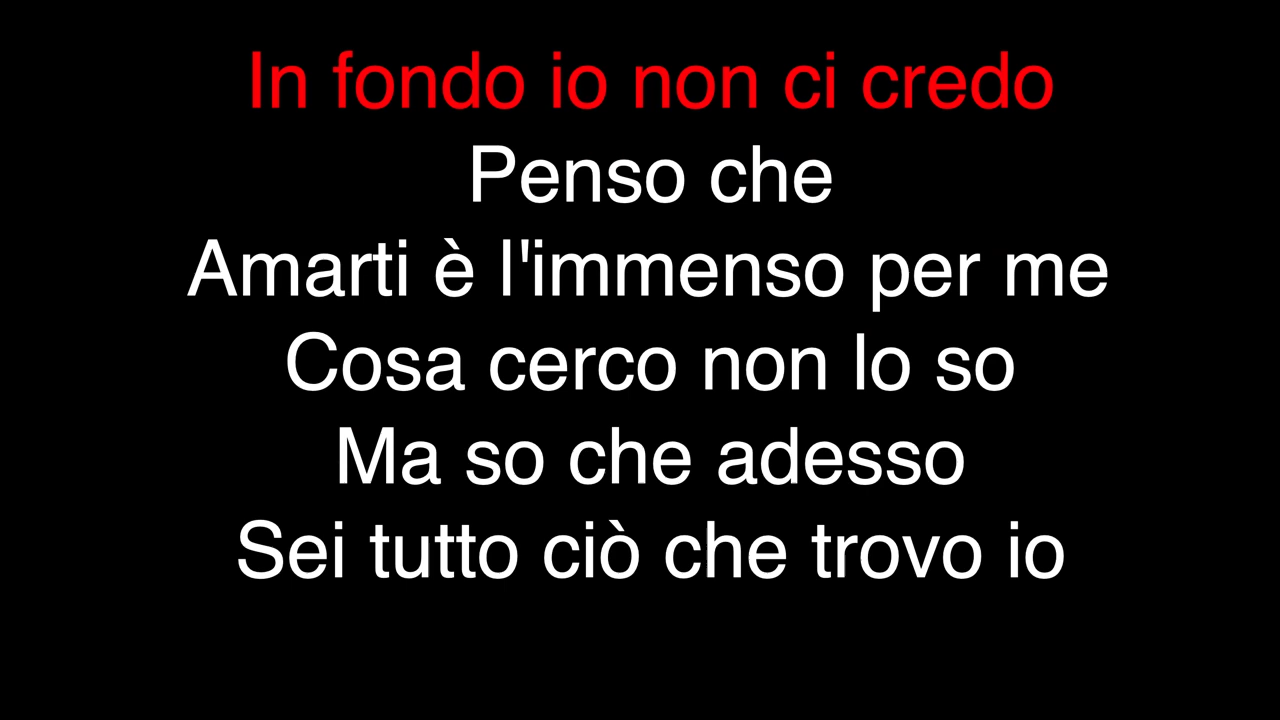 In fondo io non ci credo
Penso che
Amarti è l'immenso per me
Cosa cerco non lo so
Ma so che adesso
Sei tutto ciò che trovo io